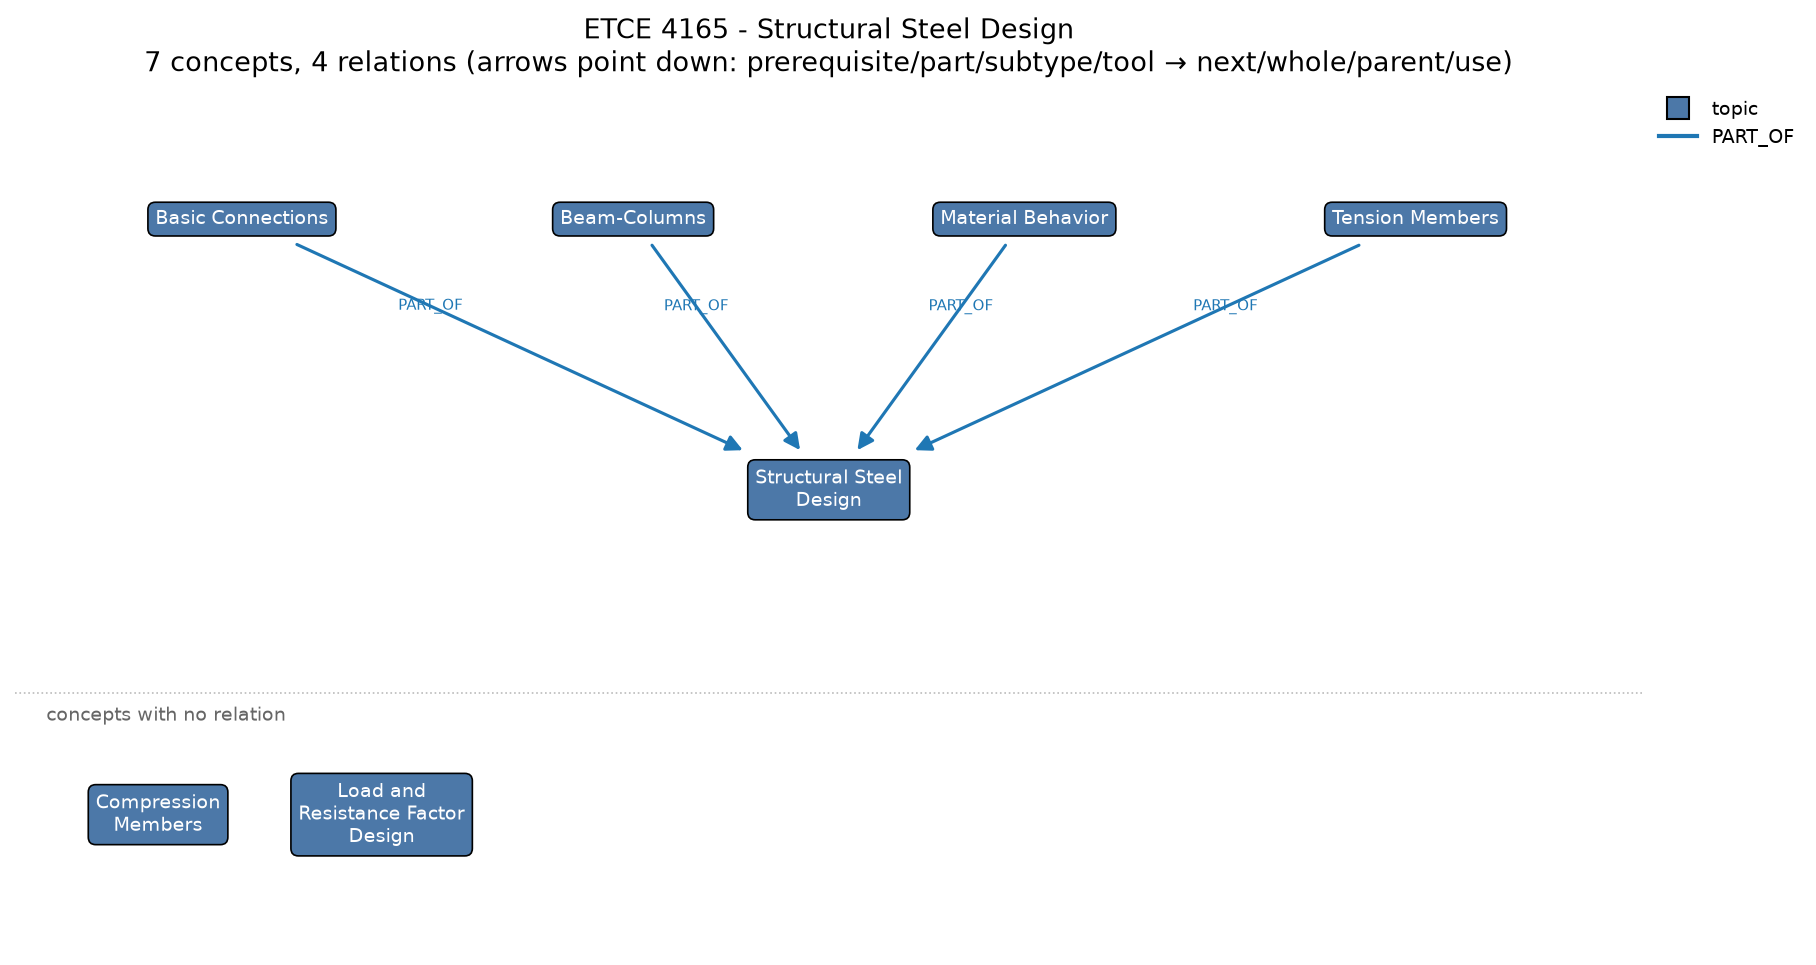 ETCE 4165 - Structural Steel Design
7 concepts, 4 relations (arrows point down: prerequisite/part/subtype/tool → next/whole/parent/use)
topic
PART_OF
Basic Connections
Beam-Columns
Material Behavior
Tension Members
PART_OF
PART_OF
PART_OF
PART_OF
Structural Steel
Design
concepts with no relation
Compression
Members
Load and
Resistance Factor
Design